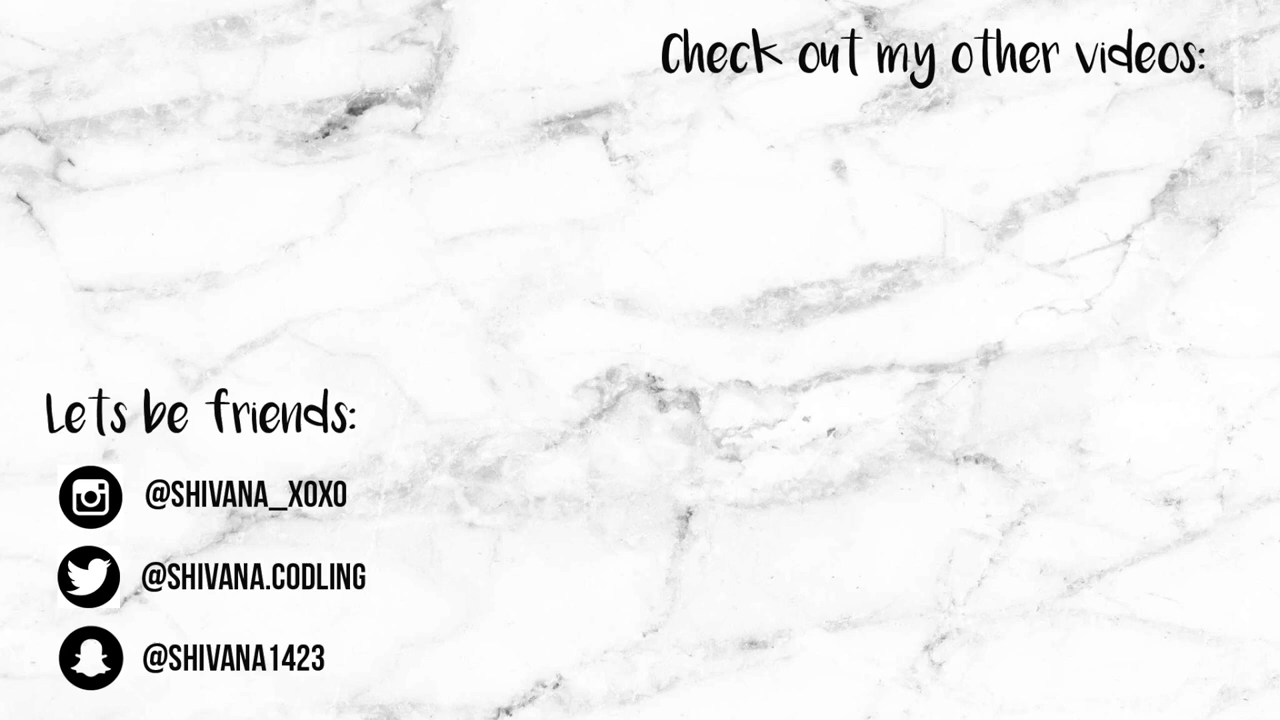 Check out my other videos:
Lets be friends:
@SHIVANA_XOXO
@SHIVANA.CODLING
@SHIVANA1423